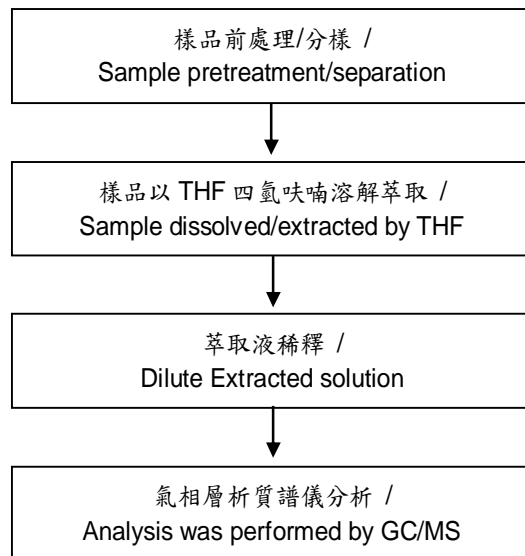 樣品前處理/分樣 /
Sample pretreatment/separation
樣品以 THF 四氫呋喃溶解萃取 /
Sample dissolved/extracted by THF
萃取液稀釋 /
Dilute Extracted solution
氣相層析質譜儀分析 /
Analysis was performed by GC/MS